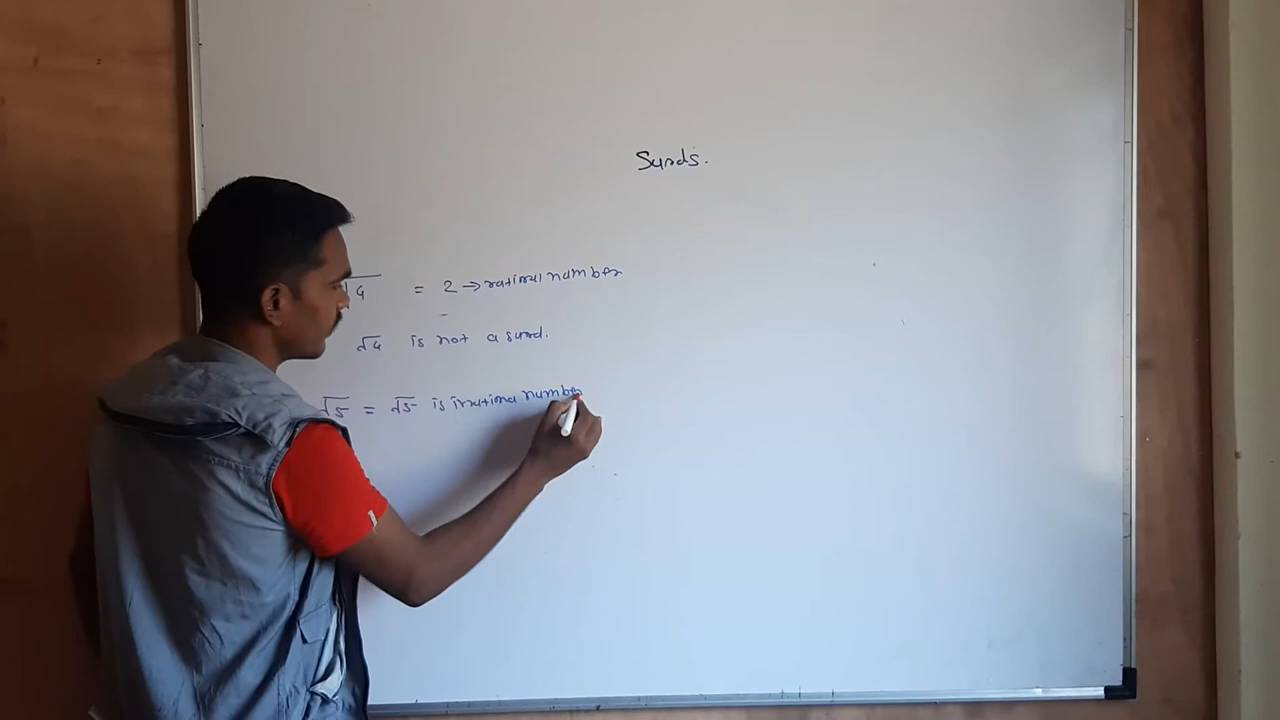 Surds.
√4 = 2 → rational number
√4 is not a surd.
√5 = √5 is irrational number